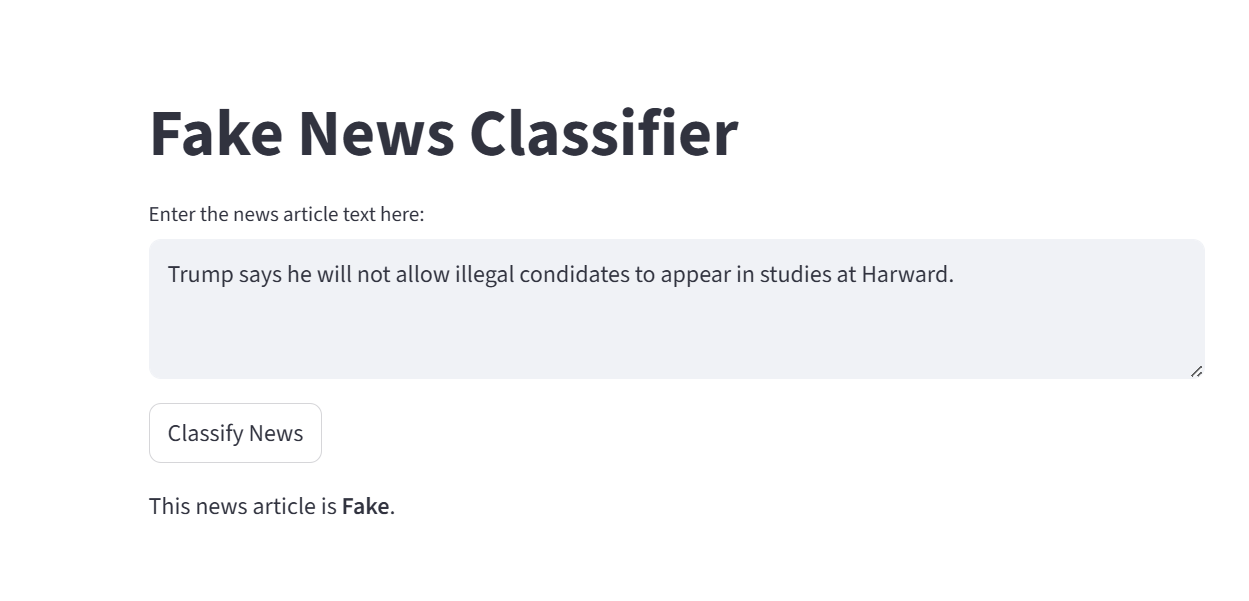 Fake News Classifier
Enter the news article text here:
Trump says he will not allow illegal candidates to appear in studies at Harward.
Classify News
This news article is Fake.